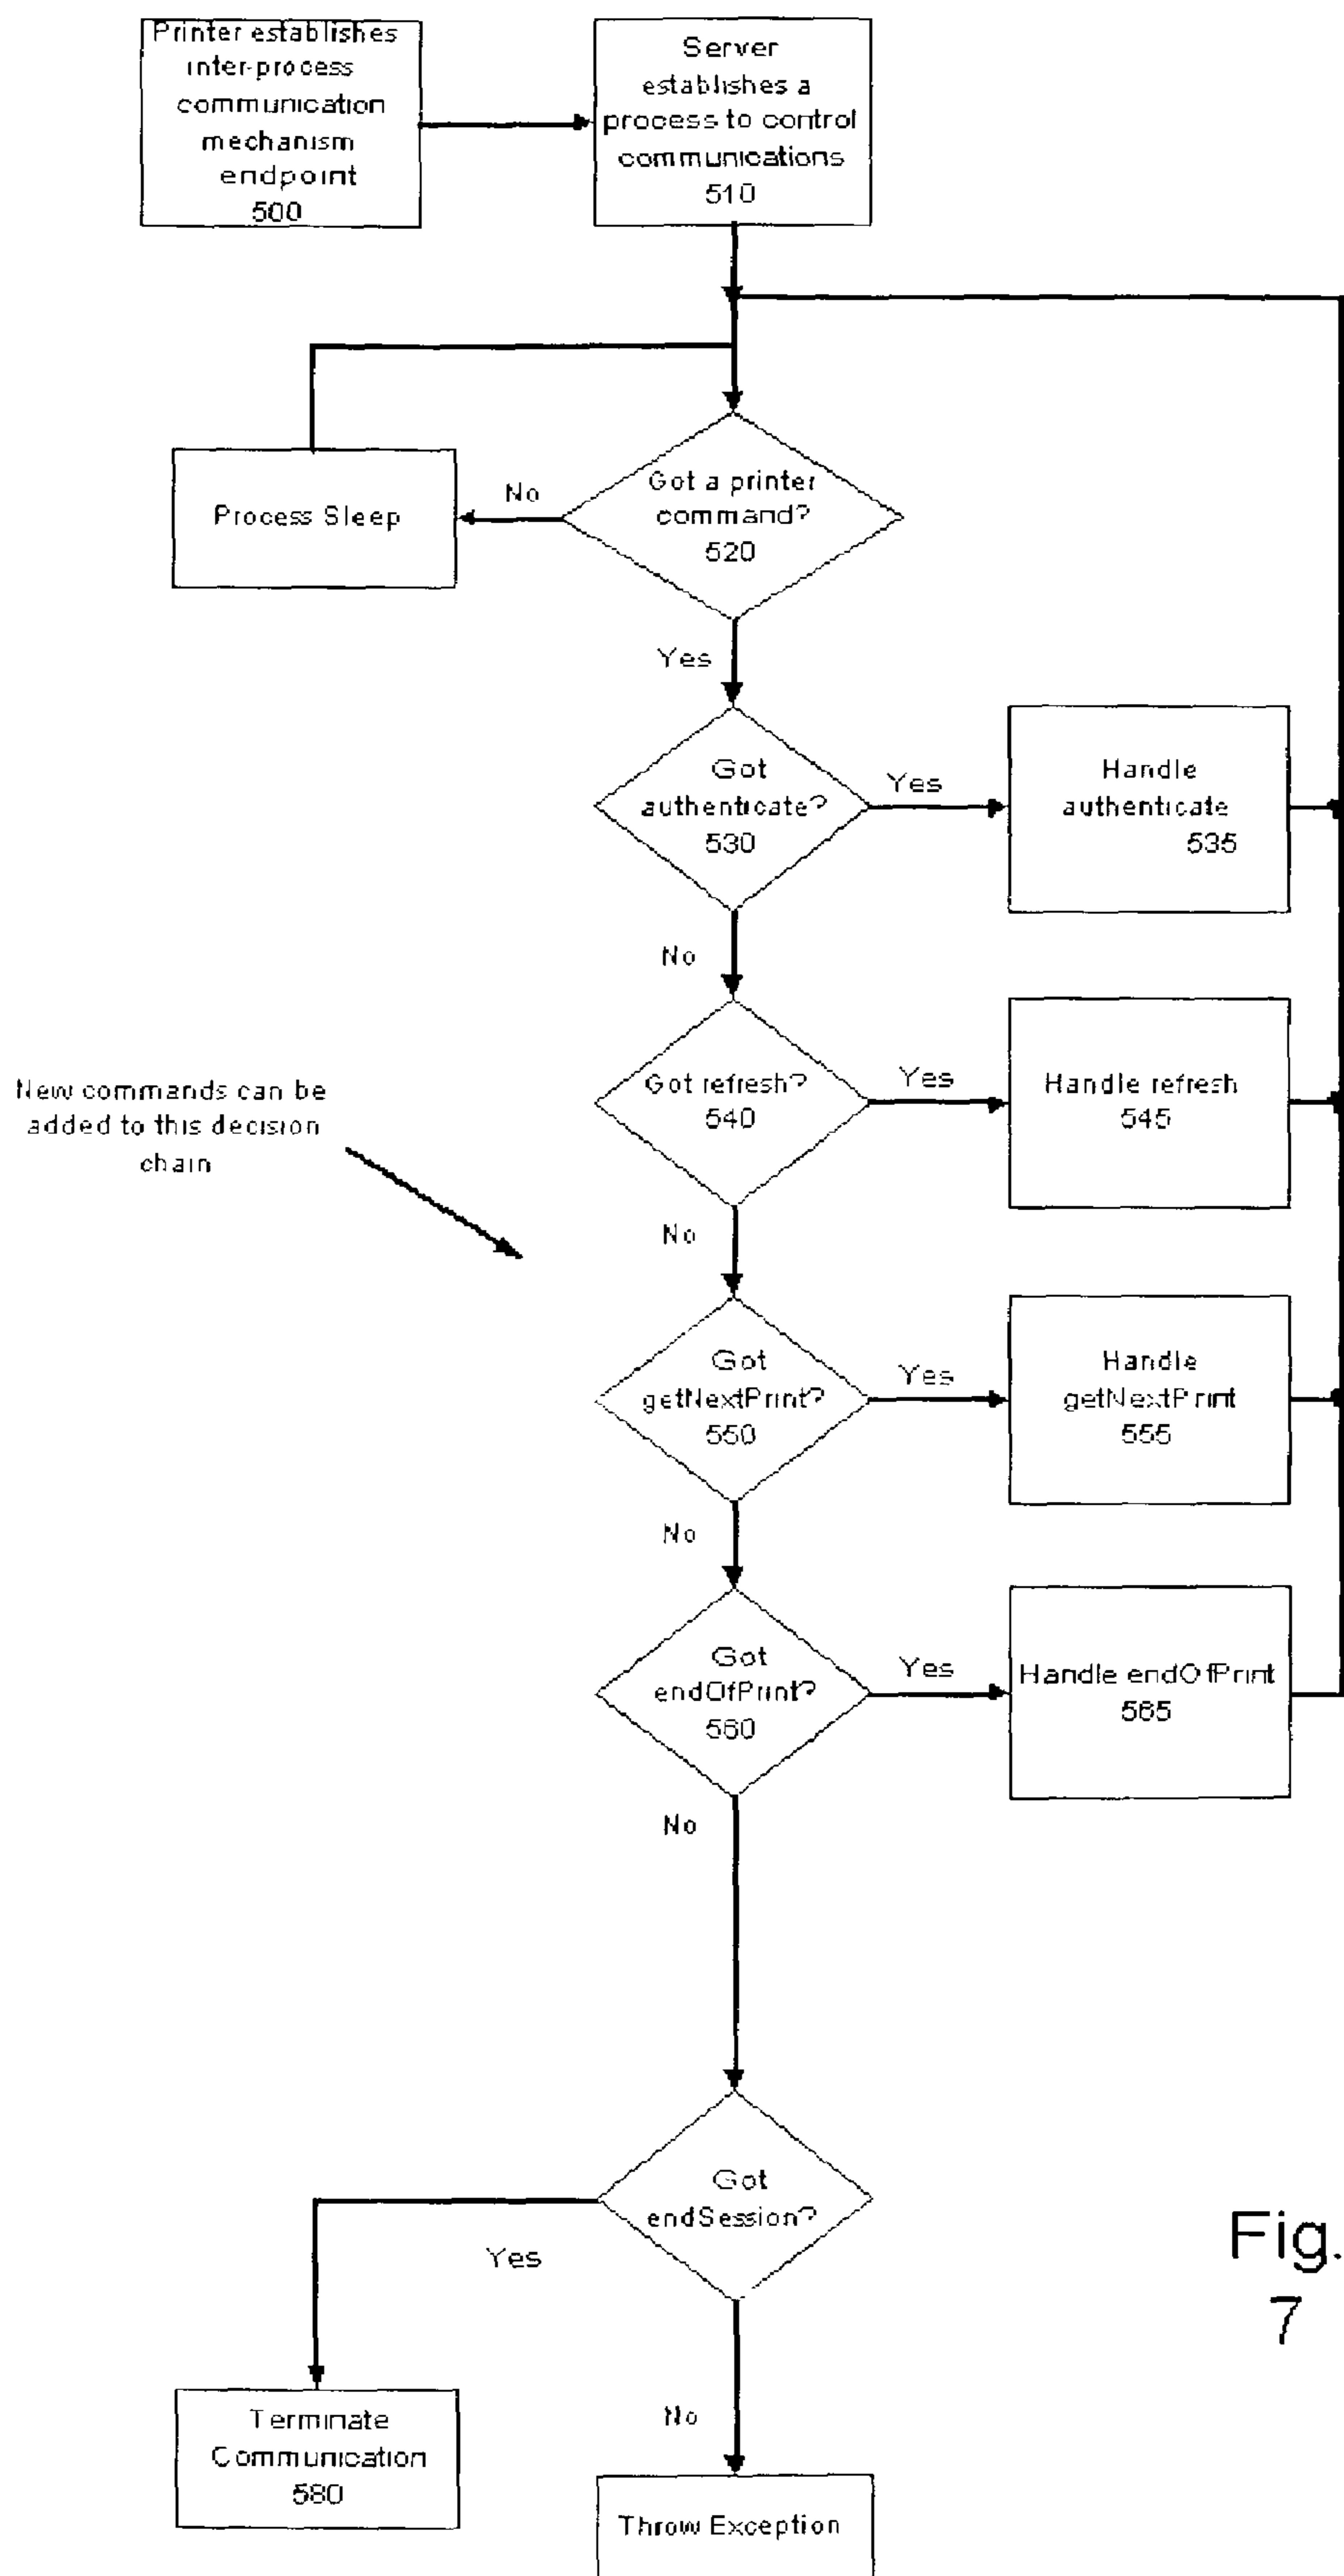 Printer establishes
inter-process
communication
mechanism
endpoint
500
Server
establishes a
process to control
communications
510
Got a printer
command?
520
No
Process Sleep
Yes
Got
authenticate?
530
Yes
Handle
authenticate
535
No
Got refresh?
540
Yes
Handle refresh
545
New commands can be
added to this decision
chain
No
Got
getNextPrint?
550
Yes
Handle
getNextPrint
555
No
Got
endOfPrint?
560
Yes
Handle endOfPrint
565
No
Got
endSession?
Yes
Fig.
7
Terminate
Communication
580
No
Throw Exception